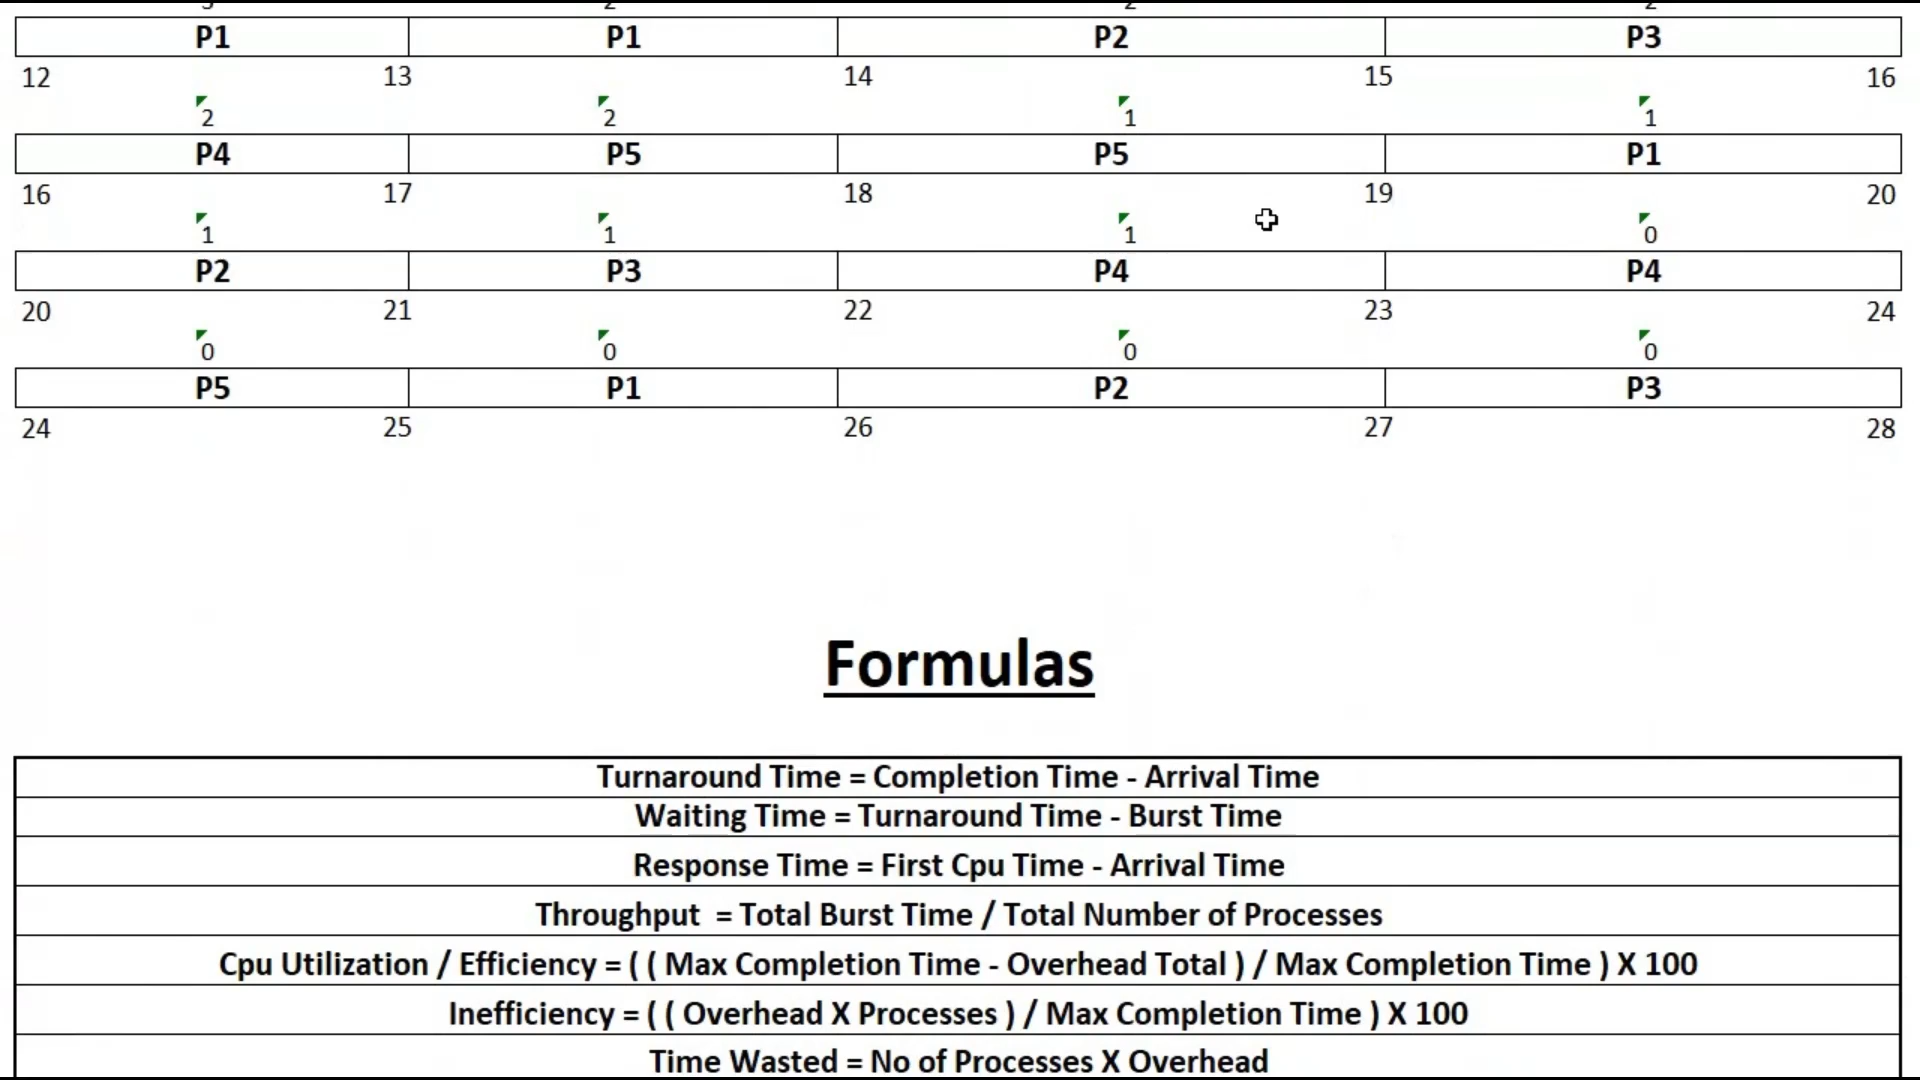 P1 P1 P2 P3
12 13 14 15 16
2 2 1 1
P4 P5 P5 P1
16 17 18 19 20
1 1 1 0
P2 P3 P4 P4
20 21 22 23 24
0 0 0 0
P5 P1 P2 P3
24 25 26 27 28
Formulas
Turnaround Time = Completion Time - Arrival Time
Waiting Time = Turnaround Time - Burst Time
Response Time = First Cpu Time - Arrival Time
Throughput = Total Burst Time / Total Number of Processes
Cpu Utilization / Efficiency = ( ( Max Completion Time - Overhead Total ) / Max Completion Time ) X 100
Inefficiency = ( ( Overhead X Processes ) / Max Completion Time ) X 100
Time Wasted = No of Processes X Overhead